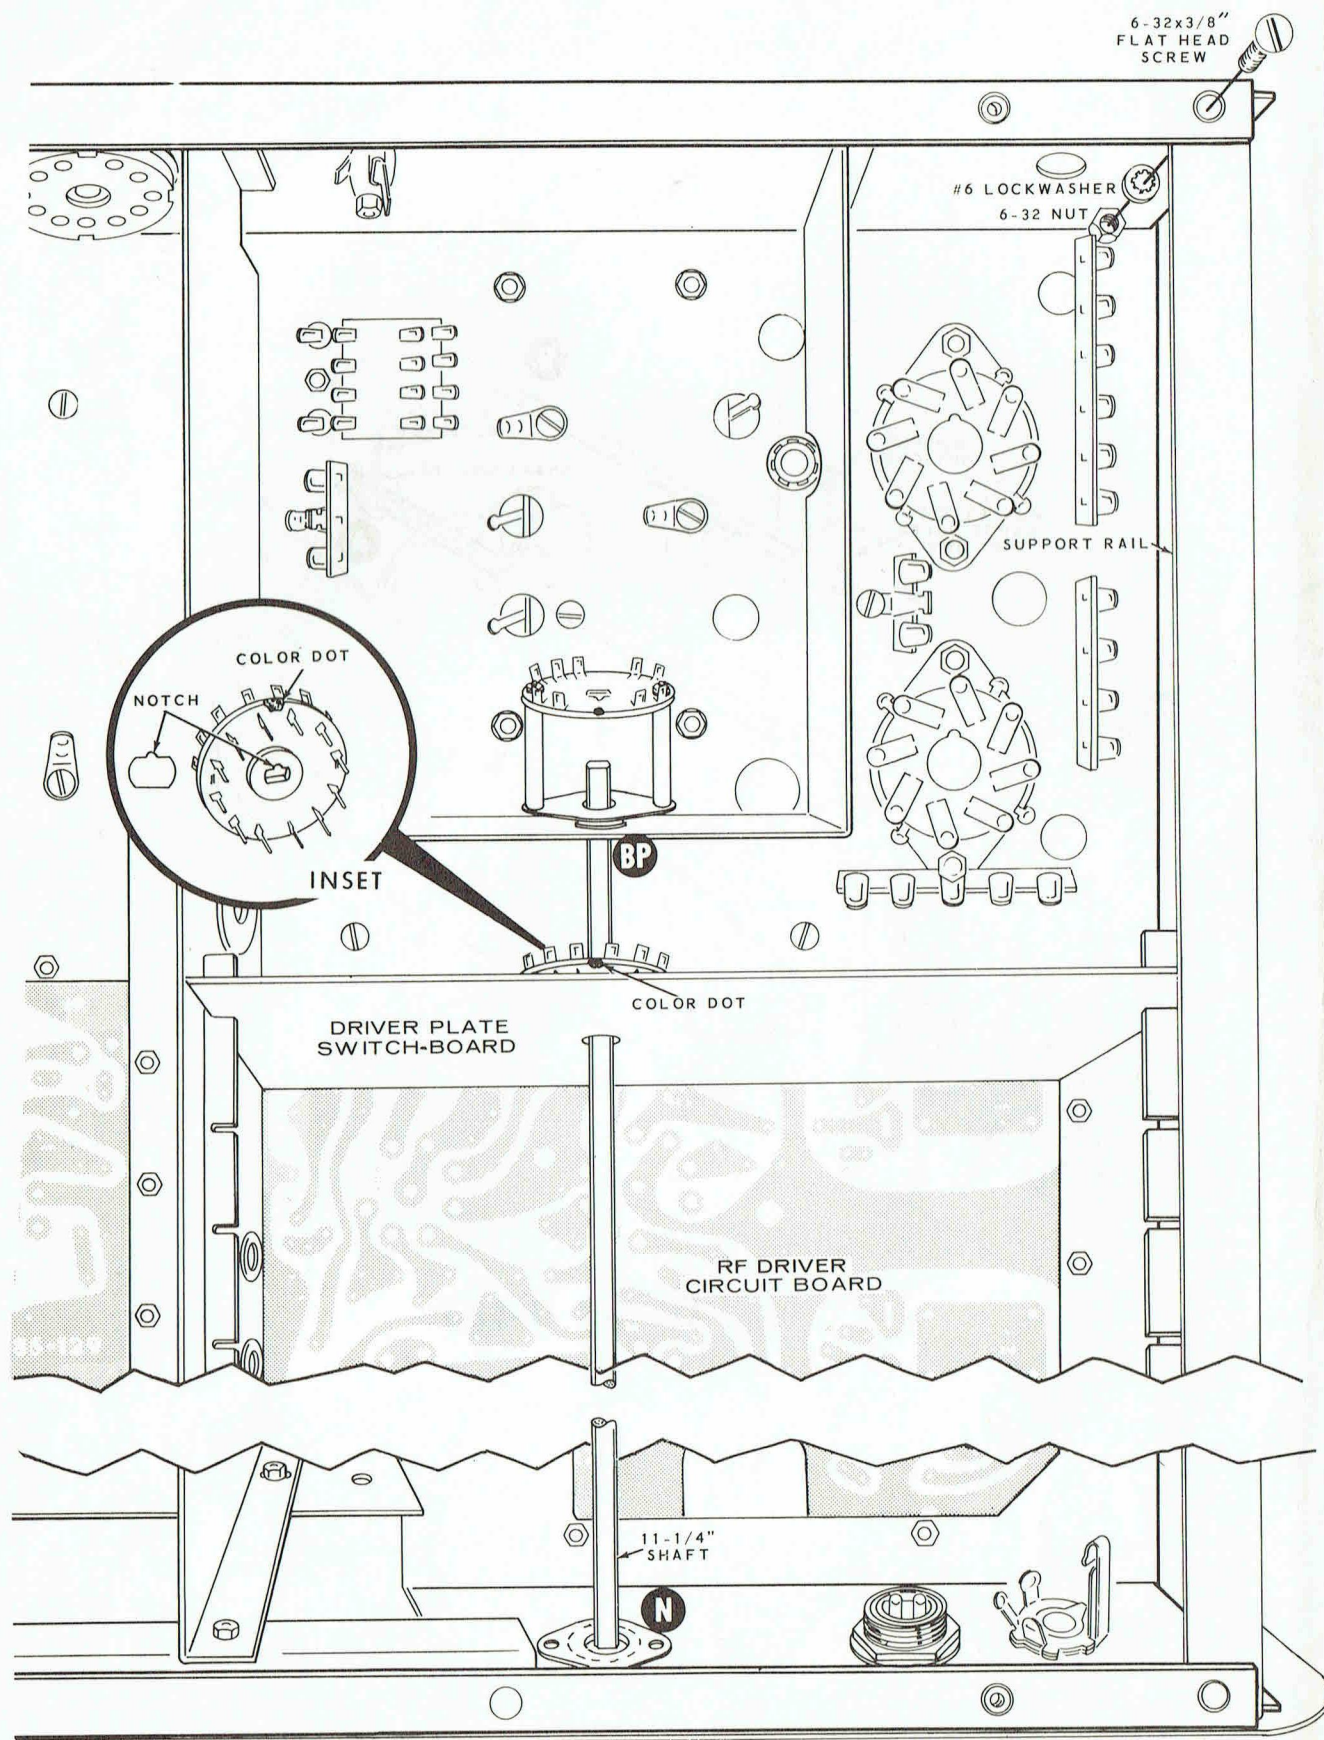 6-32x3/8"
FLAT HEAD
SCREW
#6 LOCKWASHER
6-32 NUT
SUPPORT RAIL
COLOR DOT
NOTCH
INSET
BP
COLOR DOT
DRIVER PLATE
SWITCH-BOARD
RF DRIVER
CIRCUIT BOARD
11-1/4"
SHAFT
N